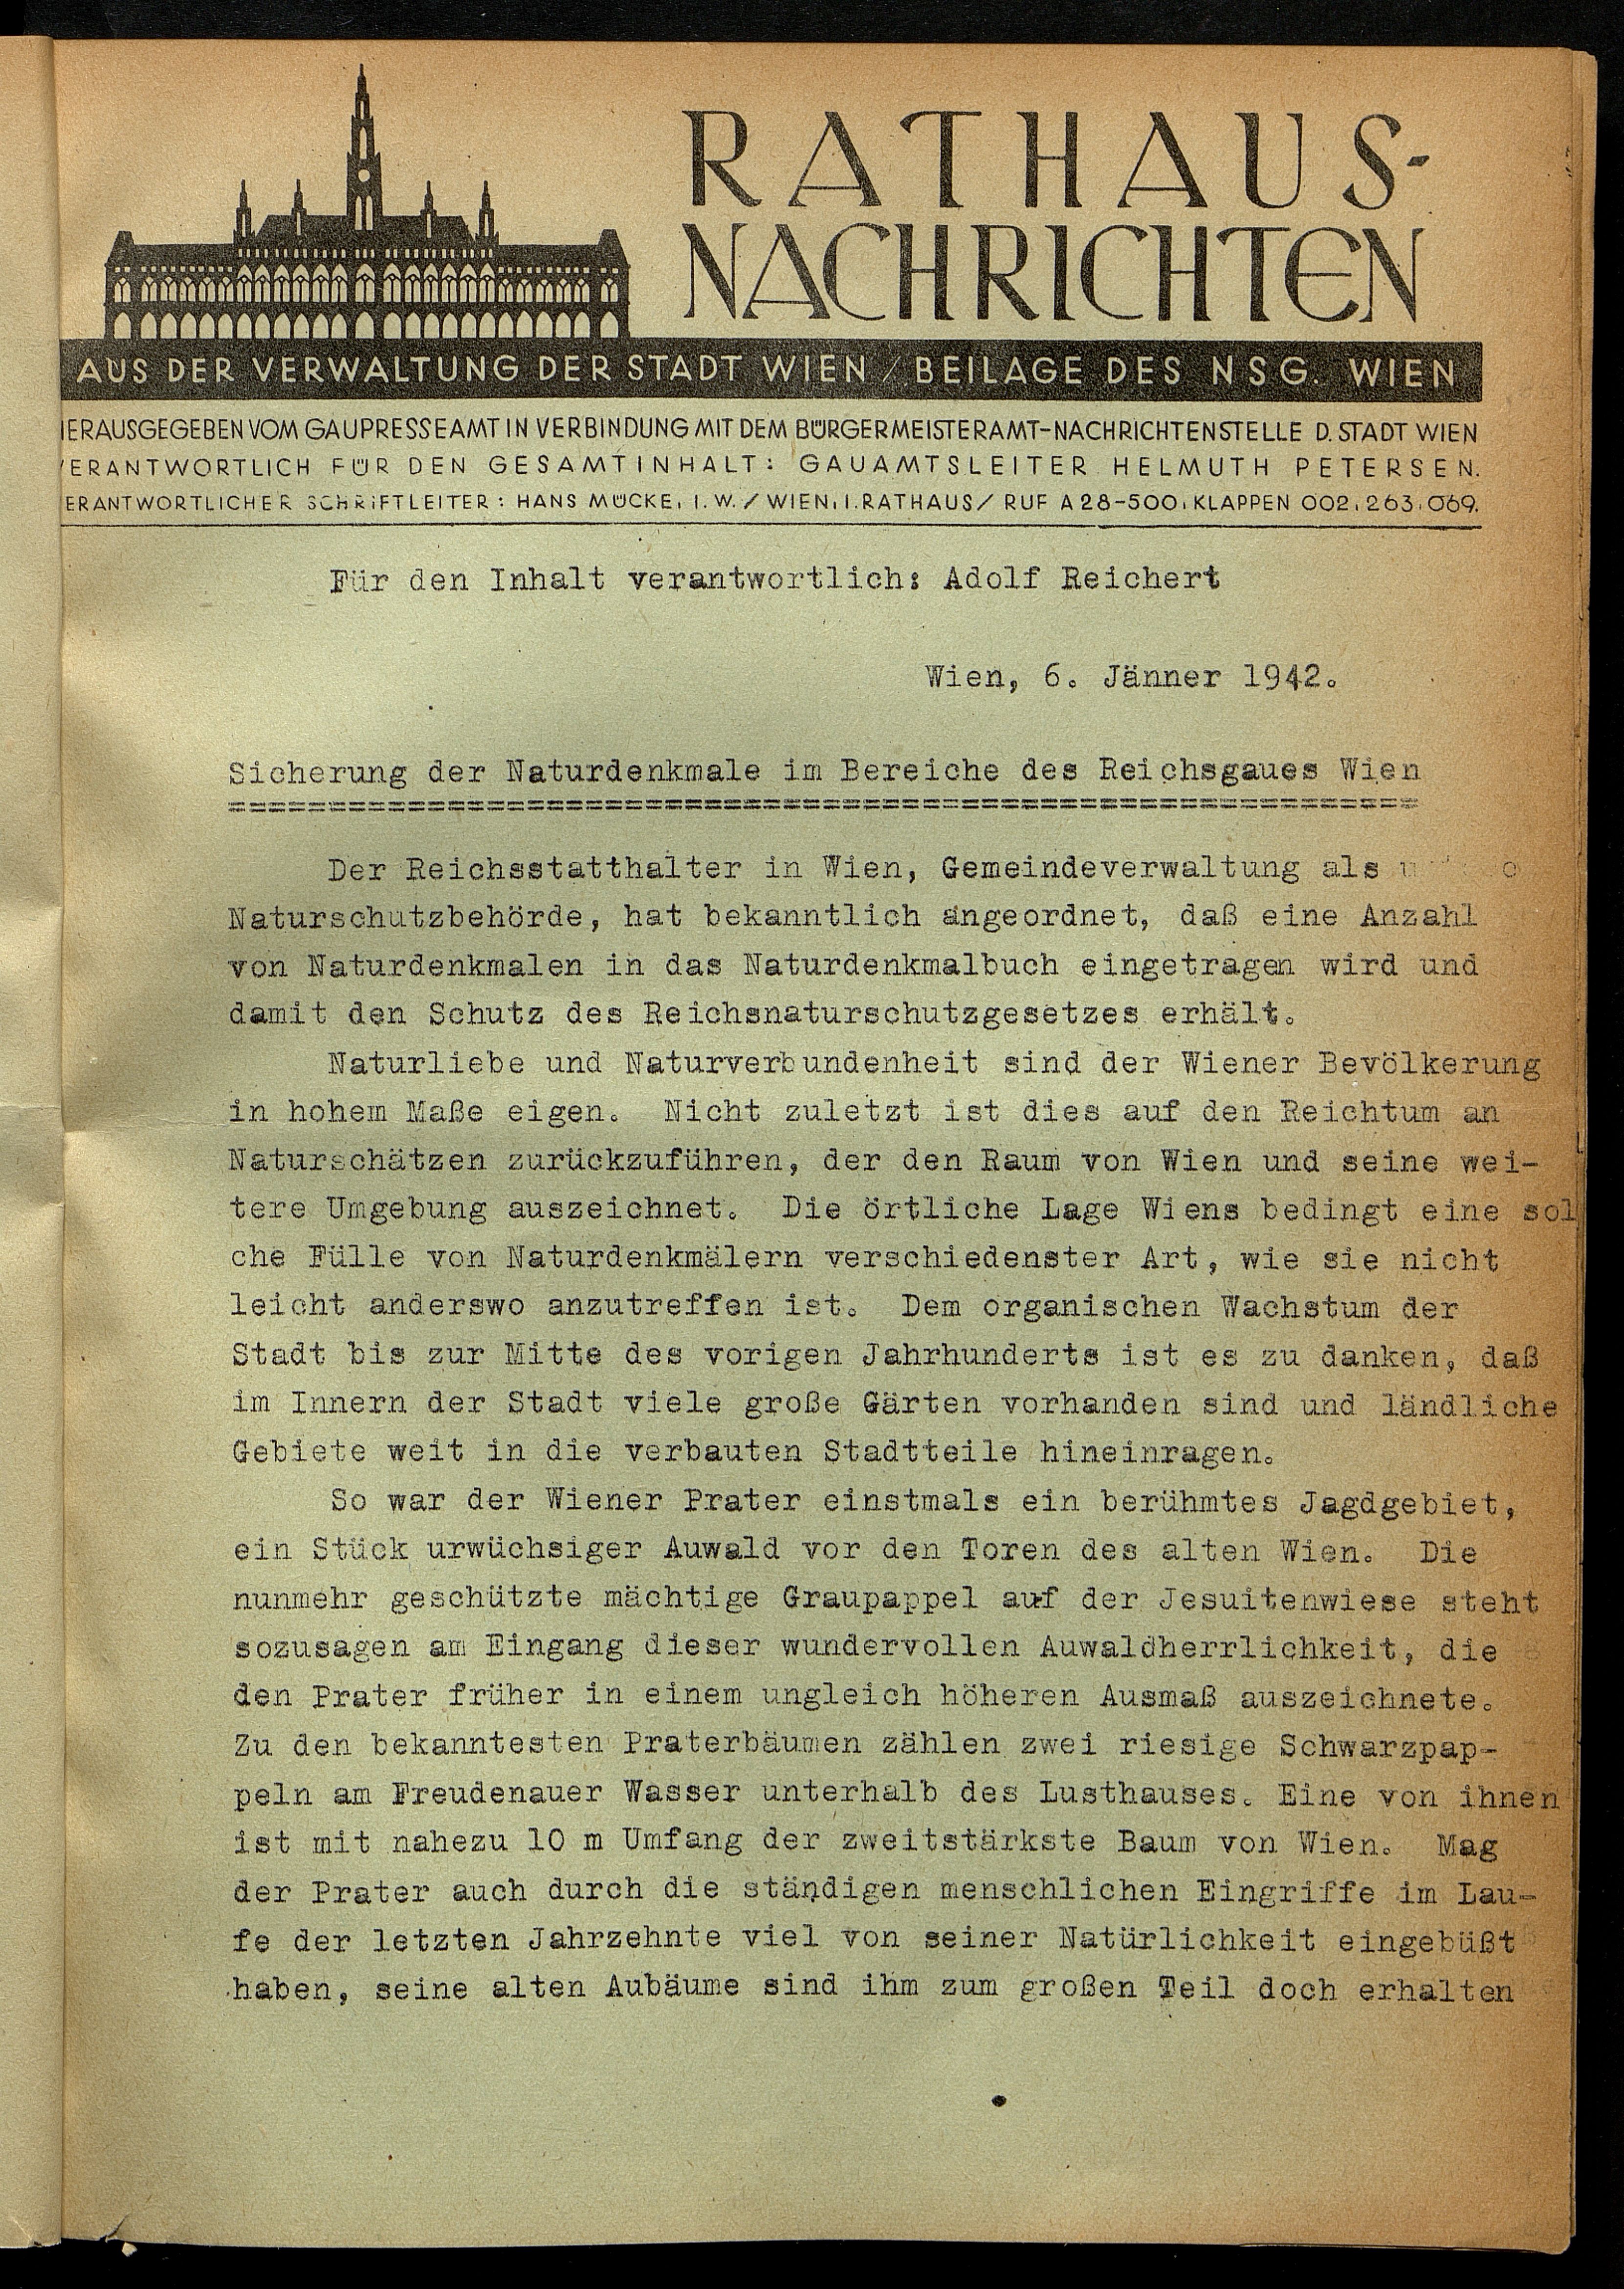 RATHAUS-
NACHRICHTEN
AUS DER VERWALTUNG DER STADT WIEN / BEILAGE DES NSG. WIEN
ERAUSGEGEBEN VOM GAUPRESSEAMT IN VERBINDUNG MIT DEM BÜRGERMEISTERAMT-NACHRICHTENSTELLE D. STADT WIEN
ERANTWORTLICH FÜR DEN GESAMTINHALT: GAUAMTSLEITER HELMUTH PETERSEN.
ERANTWORTLICHER SCHRIFTLEITER: HANS MÜCKE, I.W. / WIEN, I. RATHAUS / RUF A 28-500, KLAPPEN 002, 263, 069.
Für den Inhalt verantwortlich: Adolf Reichert
Wien, 6. Jänner 1942.
Sicherung der Naturdenkmale im Bereiche des Reichsgaues Wien
Der Reichsstatthalter in Wien, Gemeindeverwaltung als
Naturschutzbehörde, hat bekanntlich angeordnet, daß eine Anzahl
von Naturdenkmalen in das Naturdenkmalbuch eingetragen wird und
damit den Schutz des Reichsnaturschutzgesetzes erhält.
Naturliebe und Naturverbundenheit sind der Wiener Bevölkerung
in hohem Maße eigen. Nicht zuletzt ist dies auf den Reichtum an
Naturschätzen zurückzuführen, der den Raum von Wien und seine wei-
tere Umgebung auszeichnet. Die örtliche Lage Wiens bedingt eine sol
che Fülle von Naturdenkmälern verschiedenster Art, wie sie nicht
leicht anderswo anzutreffen ist. Dem organischen Wachstum der
Stadt bis zur Mitte des vorigen Jahrhunderts ist es zu danken, daß
im Innern der Stadt viele große Gärten vorhanden sind und ländliche
Gebiete weit in die verbauten Stadtteile hineinragen.
So war der Wiener Prater einstmals ein berühmtes Jagdgebiet,
ein Stück urwüchsiger Auwald vor den Toren des alten Wien. Die
nunmehr geschützte mächtige Graupappel auf der Jesuitenwiese steht
sozusagen am Eingang dieser wundervollen Auwaldherrlichkeit, die
den Prater früher in einem ungleich höheren Ausmaß auszeichnete.
Zu den bekanntesten Praterbäumen zählen zwei riesige Schwarzpap-
peln am Freudenauer Wasser unterhalb des Lusthauses. Eine von ihnen
ist mit nahezu 10 m Umfang der zweitstärkste Baum von Wien. Mag
der Prater auch durch die ständigen menschlichen Eingriffe im Lau-
fe der letzten Jahrzehnte viel von seiner Natürlichkeit eingebüßt
haben, seine alten Aubäume sind ihm zum großen Teil doch erhalten